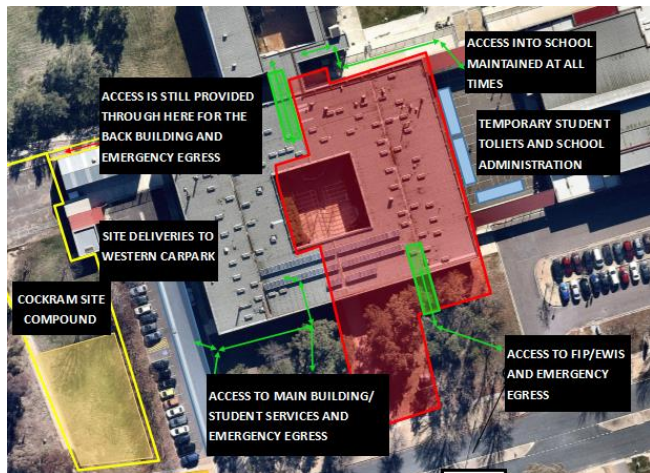 ACCESS INTO SCHOOL
MAINTAINED AT ALL
TIMES
ACCESS IS STILL PROVIDED
THROUGH HERE FOR THE
BACK BUILDING AND
EMERGENCY EGRESS
TEMPORARY STUDENT
TOLIETS AND SCHOOL
ADMINISTRATION
SITE DELIVERIES TO
WESTERN CARPARK
COCKRAM SITE
COMPOUND
ACCESS TO FIP/EWIS
AND EMERGENCY
EGRESS
ACCESS TO MAIN BUILDING/
STUDENT SERVICES AND
EMERGENCY EGRESS